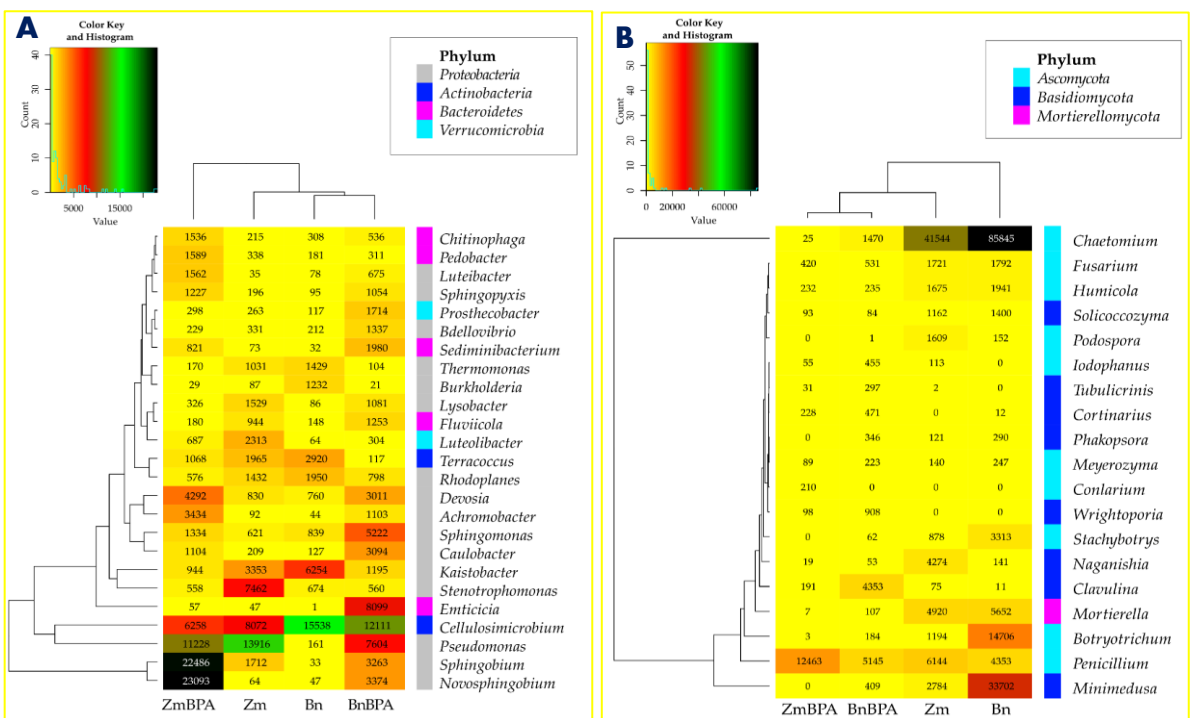 A
Color Key
and Histogram
Count
0 10 20 30 40
5000 15000
Value
Phylum
Proteobacteria
Actinobacteria
Bacteroidetes
Verrucomicrobia
1536 215 308 536 Chitinophaga
1589 338 181 311 Pedobacter
1562 35 78 675 Luteibacter
1227 196 95 1054 Sphingopyxis
298 263 117 1714 Prosthecobacter
229 331 212 1337 Bdellovibrio
821 73 32 1980 Sediminibacterium
170 1031 1429 104 Thermomonas
29 87 1232 21 Burkholderia
326 1529 86 1081 Lysobacter
180 944 148 1253 Fluviicola
687 2313 64 304 Luteolibacter
1068 1965 2920 117 Terracoccus
576 1432 1950 798 Rhodoplanes
4292 830 760 3011 Devosia
3434 92 44 1103 Achromobacter
1334 621 839 5222 Sphingomonas
1104 209 127 3094 Caulobacter
944 3353 6254 1195 Kaistobacter
558 7462 674 560 Stenotrophomonas
57 47 1 8099 Emticicia
6258 8072 15538 12111 Cellulosimicrobium
11228 13916 161 7604 Pseudomonas
22486 1712 33 3263 Sphingobium
23093 64 47 3374 Novosphingobium
ZmBPA Zm Bn BnBPA
B
Color Key
and Histogram
Count
0 10 20 30 40 50
0 20000 60000
Value
Phylum
Ascomycota
Basidiomycota
Mortierellomycota
25 1470 41544 85845 Chaetomium
420 531 1721 1792 Fusarium
232 235 1675 1941 Humicola
93 84 1162 1400 Solicoccozyma
0 1 1609 152 Podospora
55 455 113 0 Iodophanus
31 297 2 0 Tubulicrinis
228 471 0 12 Cortinarius
0 346 121 290 Phakopsora
89 223 140 247 Meyerozyma
210 0 0 0 Conlarium
98 908 0 0 Wrightoporia
0 62 878 3313 Stachybotrys
19 53 4274 141 Naganishia
191 4353 75 11 Clavulina
7 107 4920 5652 Mortierella
3 184 1194 14706 Botryotrichum
12463 5145 6144 4353 Penicillium
0 409 2784 33702 Minimedusa
ZmBPA BnBPA Zm Bn